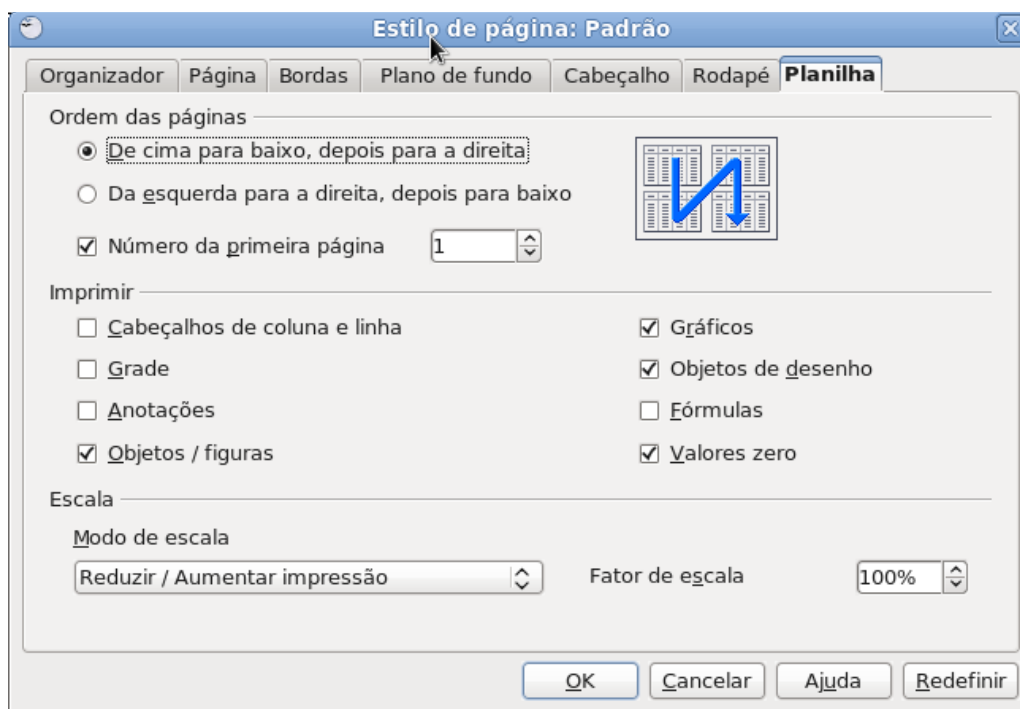 Estilo de página: Padrão
Organizador Página Bordas Plano de fundo Cabeçalho Rodapé Planilha
Ordem das páginas
De cima para baixo, depois para a direita
Da esquerda para a direita, depois para baixo
Número da primeira página 1
Imprimir
Cabeçalhos de coluna e linha Gráficos
Grade Objetos de desenho
Anotações Fórmulas
Objetos / figuras Valores zero
Escala
Modo de escala
Reduzir / Aumentar impressão Fator de escala 100%
OK Cancelar Ajuda Redefinir